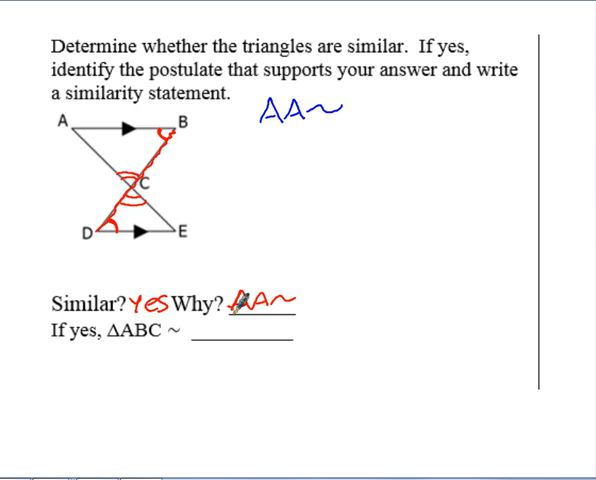 Determine whether the triangles are similar. If yes,
identify the postulate that supports your answer and write
a similarity statement.
AA~
A
B
C
D
E
Similar? Yes Why? AA~
If yes, ΔABC ~ ___________